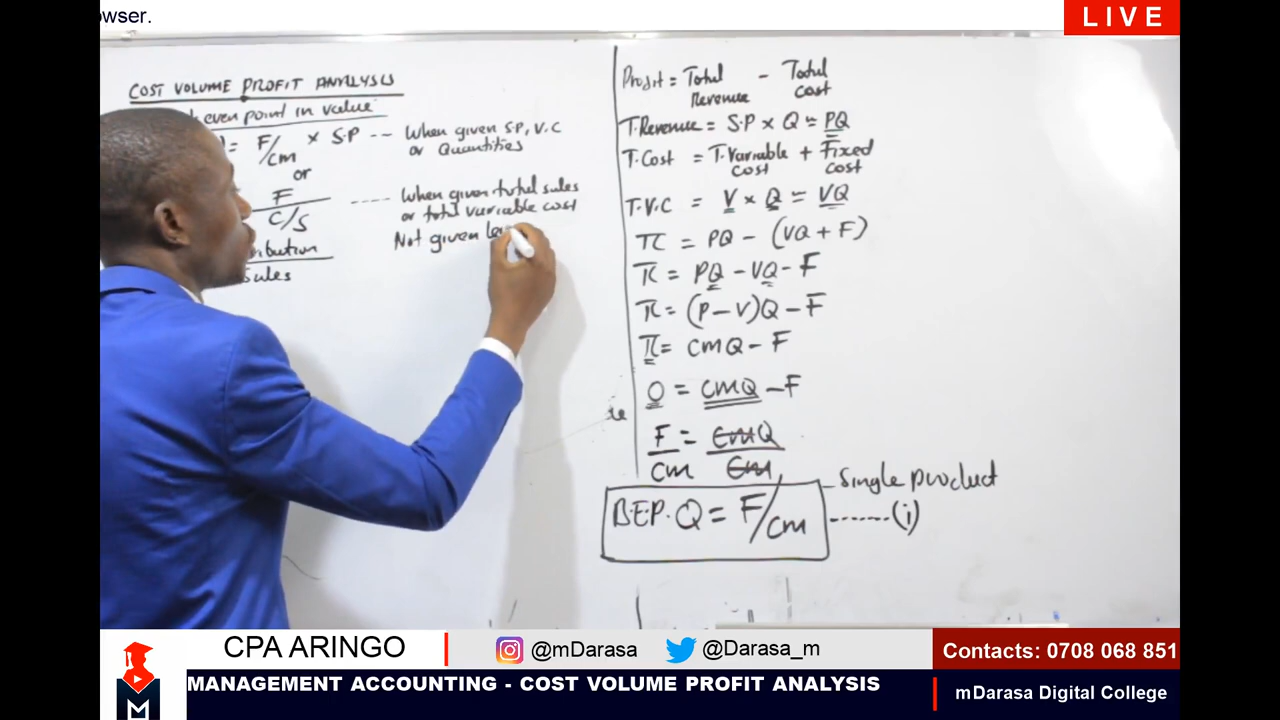 owser.
LIVE
COST VOLUME PROFIT ANALYSIS
even point in value
= F/cm × S.P --- When given S.P, V.C
or Quantities
or
F
C/S ---- When given total sales
or total variable cost
Not given
bution
Sales
Profit = Total Revenue - Total cost
T.Revenue = S.P × Q = PQ
T.Cost = T.Variable cost + Fixed cost
T.V.C = V × Q = VQ
π = PQ - (VQ + F)
π = PQ - VQ - F
π = (P - V)Q - F
π = CMQ - F
0 = CMQ - F
F = CMQ
CM CM
B.E.P. Q = F/cm ------(i)
Single product
CPA ARINGO
@mDarasa
@Darasa_m
Contacts: 0708 068 851
MANAGEMENT ACCOUNTING - COST VOLUME PROFIT ANALYSIS
mDarasa Digital College